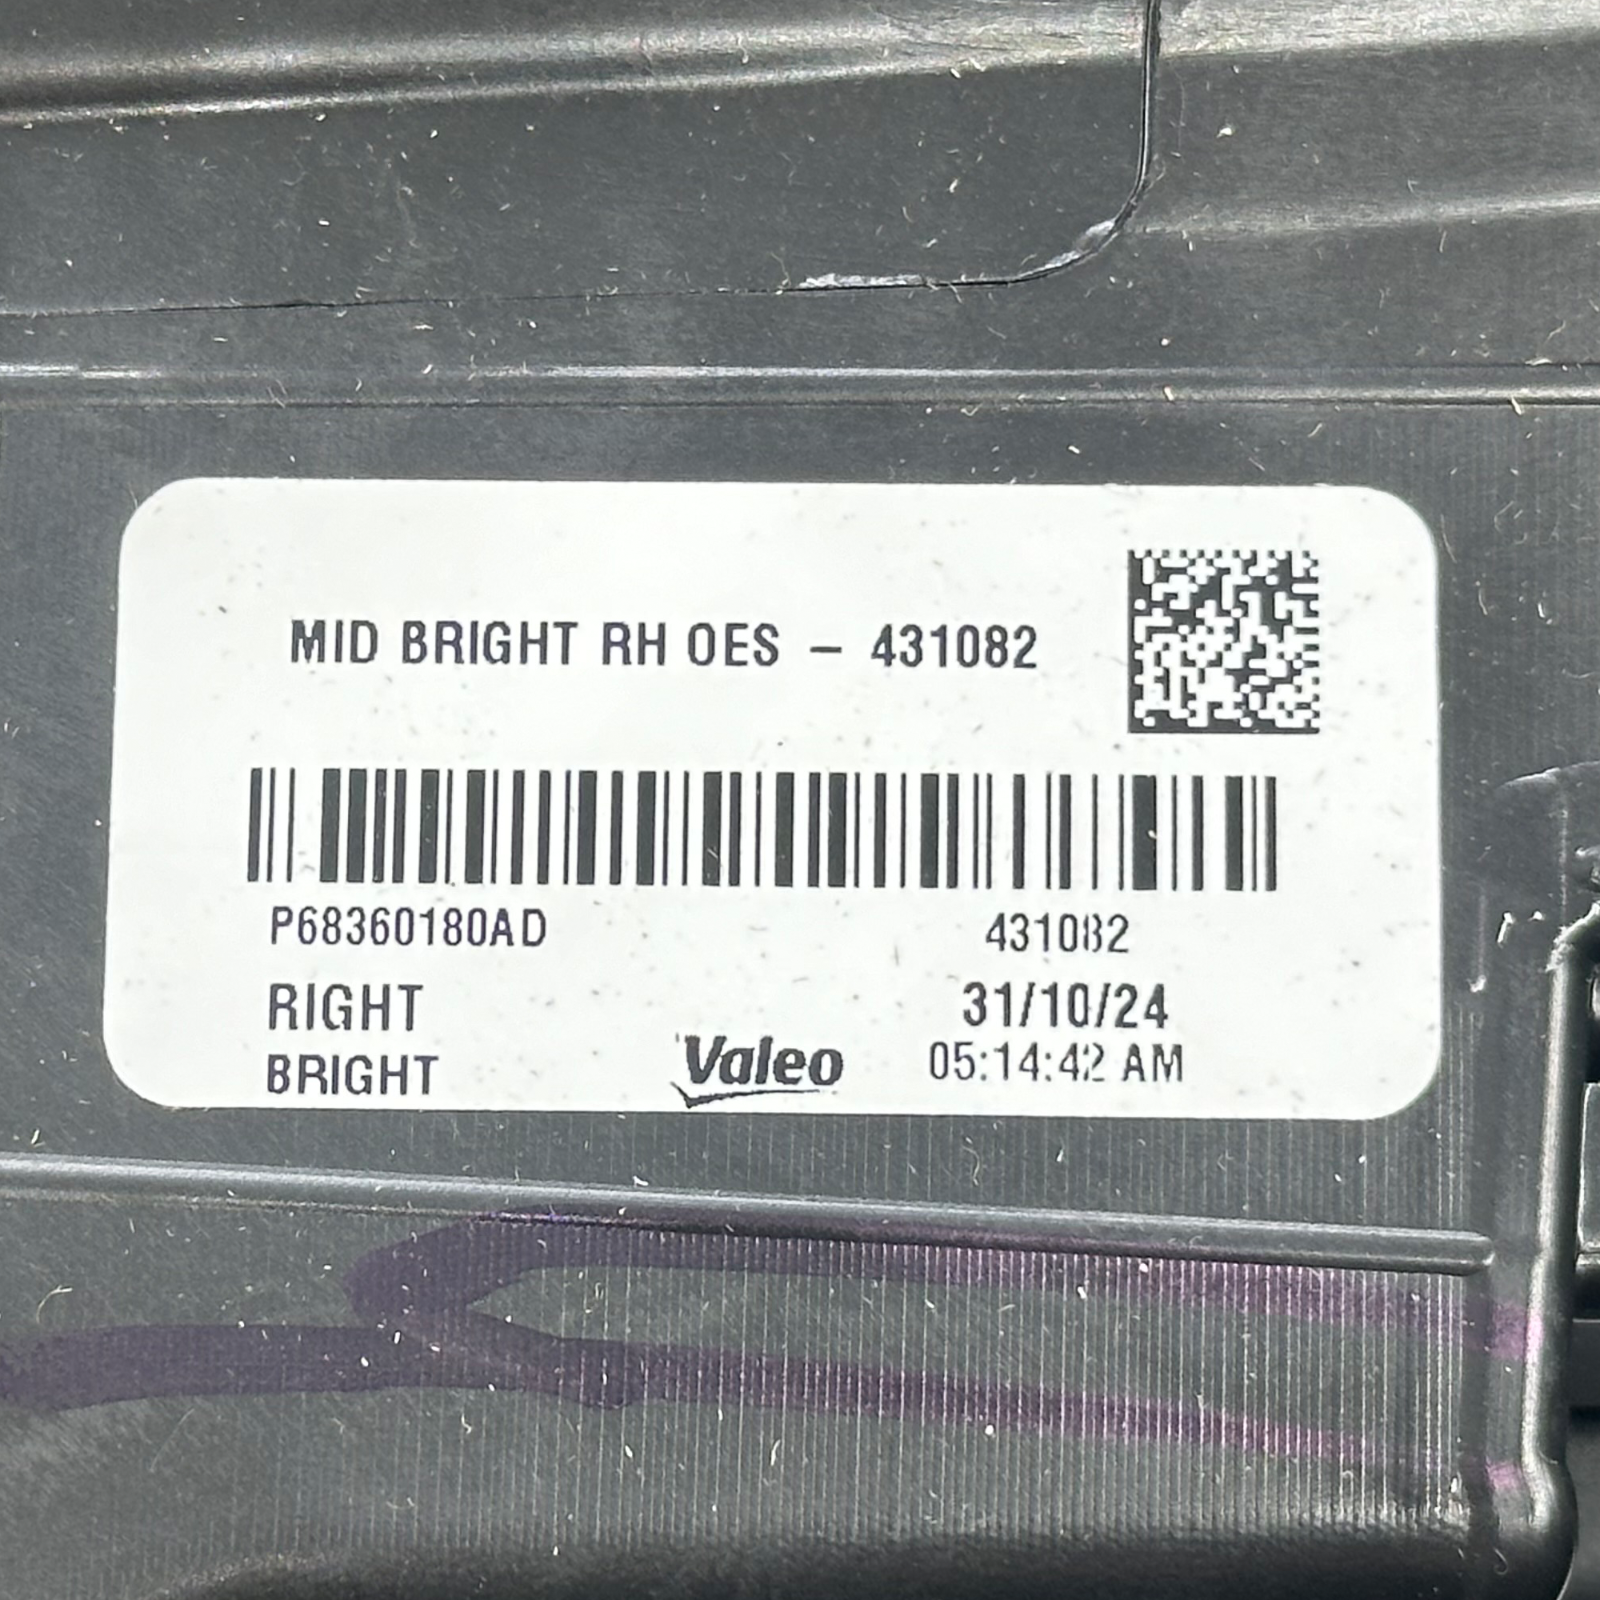 MID BRIGHT RH OES - 431082
P68360180AD 431082
RIGHT 31/10/24
BRIGHT Valeo 05:14:42 AM